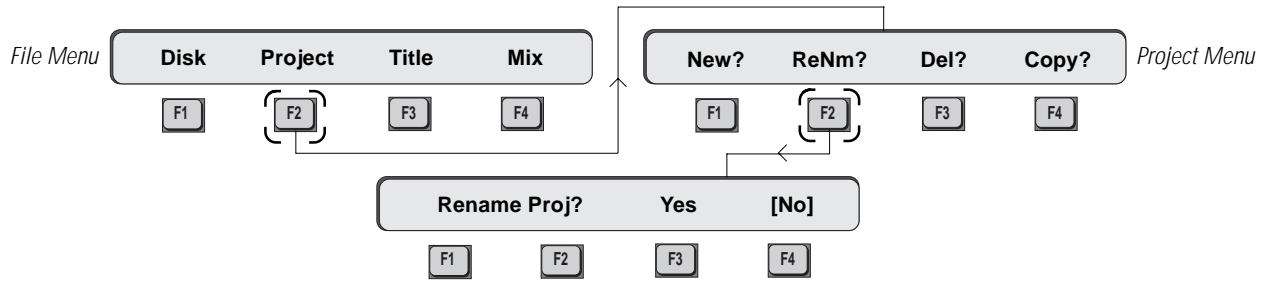 File Menu Disk Project Title Mix
F1 F2 F3 F4
New? ReNm? Del? Copy? Project Menu
F1 F2 F3 F4
Rename Proj? Yes [No]
F1 F2 F3 F4